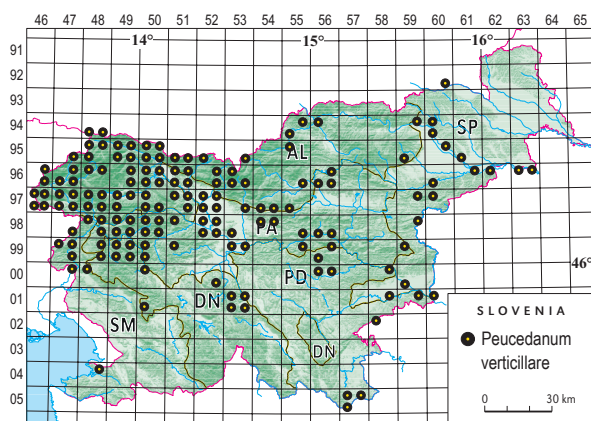 46 47 48 49 50 51 52 53 54 55 56 57 58 59 60 61 62 63 64 65
14° 15° 16°
91
92
93
94
95
96
97
98
99
00
01
02
03
04
05
SP
AL
PA
PD
DN
SM
DN
46°
SLOVENIA
Peucedanum
verticillare
0 30 km